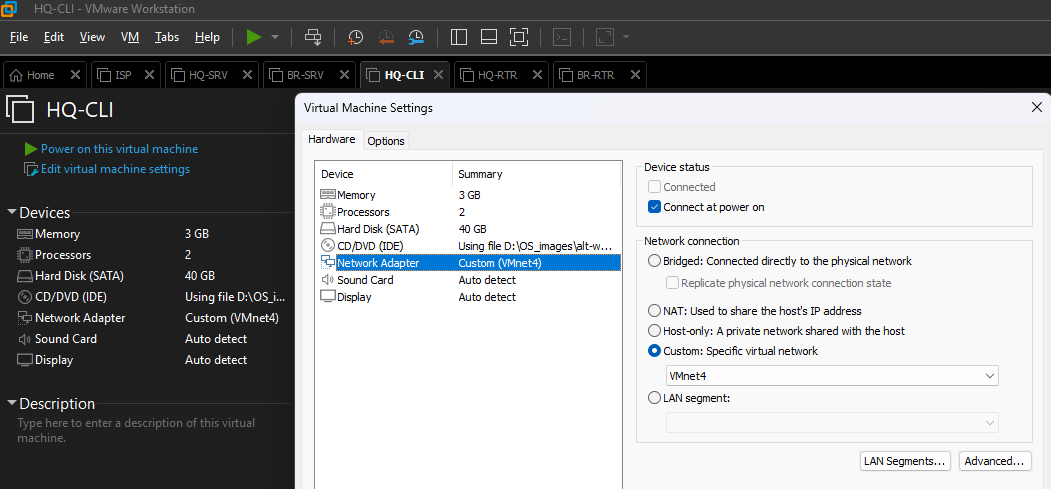 HQ-CLI - VMware Workstation
File Edit View VM Tabs Help
Home ISP HQ-SRV BR-SRV HQ-CLI HQ-RTR BR-RTR
HQ-CLI
Power on this virtual machine
Edit virtual machine settings
Devices
Memory 3 GB
Processors 2
Hard Disk (SATA) 40 GB
CD/DVD (IDE) Using file D:\OS_i...
Network Adapter Custom (VMnet4)
Sound Card Auto detect
Display Auto detect
Description
Type here to enter a description of this virtual
machine.
Virtual Machine Settings
Hardware Options
Device Summary
Memory 3 GB
Processors 2
Hard Disk (SATA) 40 GB
CD/DVD (IDE) Using file D:\OS_images\alt-w...
Network Adapter Custom (VMnet4)
Sound Card Auto detect
Display Auto detect
Device status
Connected
Connect at power on
Network connection
Bridged: Connected directly to the physical network
Replicate physical network connection state
NAT: Used to share the host's IP address
Host-only: A private network shared with the host
Custom: Specific virtual network
VMnet4
LAN segment:
LAN Segments... Advanced...